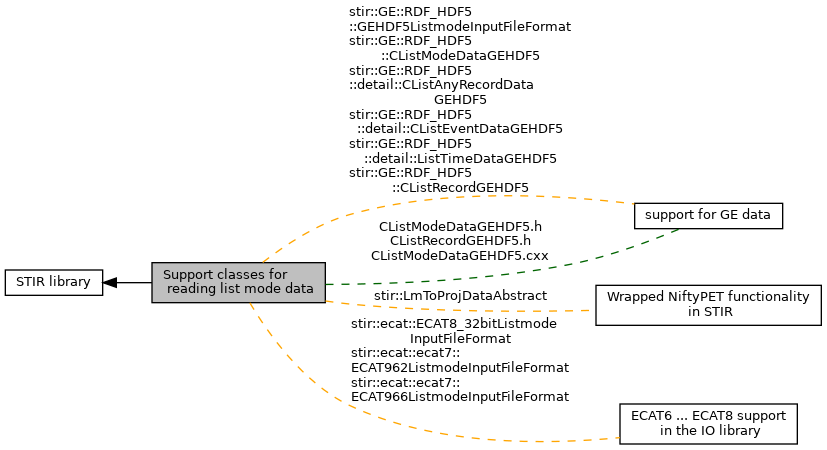 stir::GE::RDF_HDF5
::GEHDF5ListmodeInputFileFormat
stir::GE::RDF_HDF5
::CListModeDataGEHDF5
stir::GE::RDF_HDF5
::detail::CListAnyRecordData
GEHDF5
stir::GE::RDF_HDF5
::detail::CListEventDataGEHDF5
stir::GE::RDF_HDF5
::detail::ListTimeDataGEHDF5
stir::GE::RDF_HDF5
::CListRecordGEHDF5
support for GE data
CListModeDataGEHDF5.h
CListRecordGEHDF5.h
CListModeDataGEHDF5.cxx
STIR library
Support classes for
reading list mode data
stir::LmToProjDataAbstract
Wrapped NiftyPET functionality
in STIR
stir::ecat::ECAT8_32bitListmode
InputFileFormat
stir::ecat::ecat7::
ECAT962ListmodeInputFileFormat
stir::ecat::ecat7::
ECAT966ListmodeInputFileFormat
ECAT6 ... ECAT8 support
in the IO library